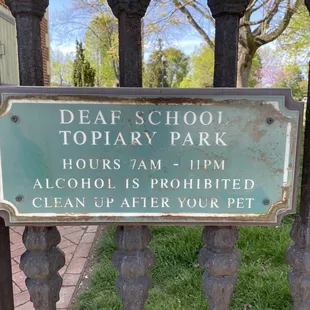 DEAF SCHOOL
TOPIARY PARK
HOURS 7AM - 11PM
ALCOHOL IS PROHIBITED
CLEAN UP AFTER YOUR PET